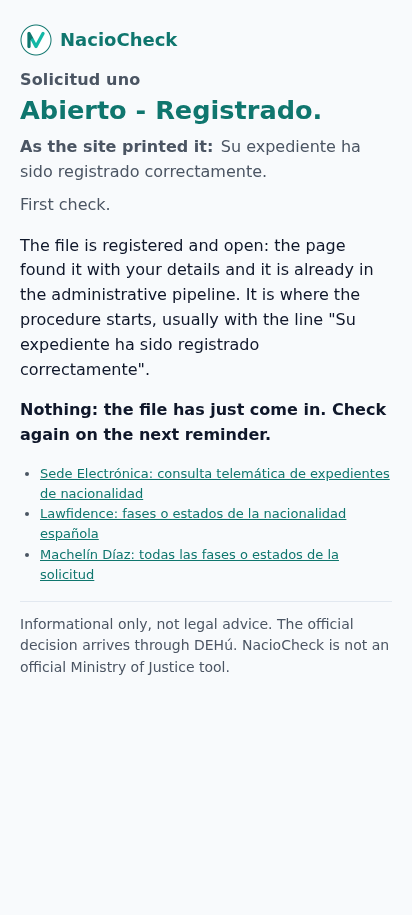 NacioCheck
Solicitud uno
Abierto - Registrado.
As the site printed it: Su expediente ha
sido registrado correctamente.
First check.
The file is registered and open: the page
found it with your details and it is already in
the administrative pipeline. It is where the
procedure starts, usually with the line "Su
expediente ha sido registrado
correctamente".
Nothing: the file has just come in. Check
again on the next reminder.
• Sede Electrónica: consulta telemática de expedientes
de nacionalidad
• Lawfidence: fases o estados de la nacionalidad
española
• Machelín Díaz: todas las fases o estados de la
solicitud
Informational only, not legal advice. The official
decision arrives through DEHú. NacioCheck is not an
official Ministry of Justice tool.